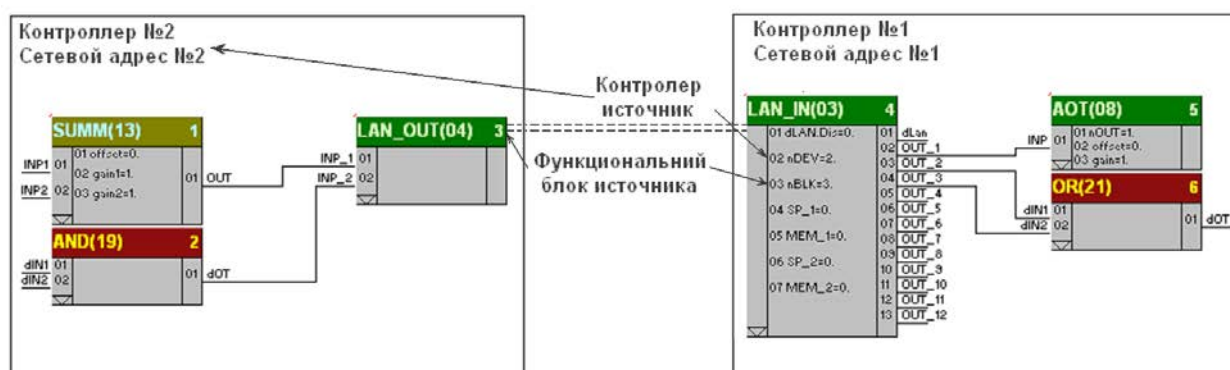 Контроллер №2
Сетевой адрес №2
SUMM(13) 1
01 offset=0.
INP1 01
02 gain1=1.
01 OUT
INP2 02
03 gain2=1.
AND(19) 2
dIN1 01
01 dOT
dIN2 02
LAN_OUT(04) 3
INP_1 01
INP_2 02
Контролер
источник
Функциональний
блок источника
Контроллер №1
Сетевой адрес №1
LAN_IN(03) 4
01 dLAN.Dis=0.
02 nDEV=2.
03 nBLK=3.
04 SP_1=0.
05 MEM_1=0.
06 SP_2=0.
07 MEM_2=0.
01 dLan
02 OUT_1
03 OUT_2
04 OUT_3
05 OUT_4
06 OUT_5
07 OUT_6
08 OUT_7
09 OUT_8
10 OUT_9
11 OUT_10
12 OUT_11
13 OUT_12
AOT(08) 5
01 nOUT=1.
INP 01
02 offset=0.
03 gain=1.
OR(21) 6
dIN1 01
dIN2 02
01 dOT